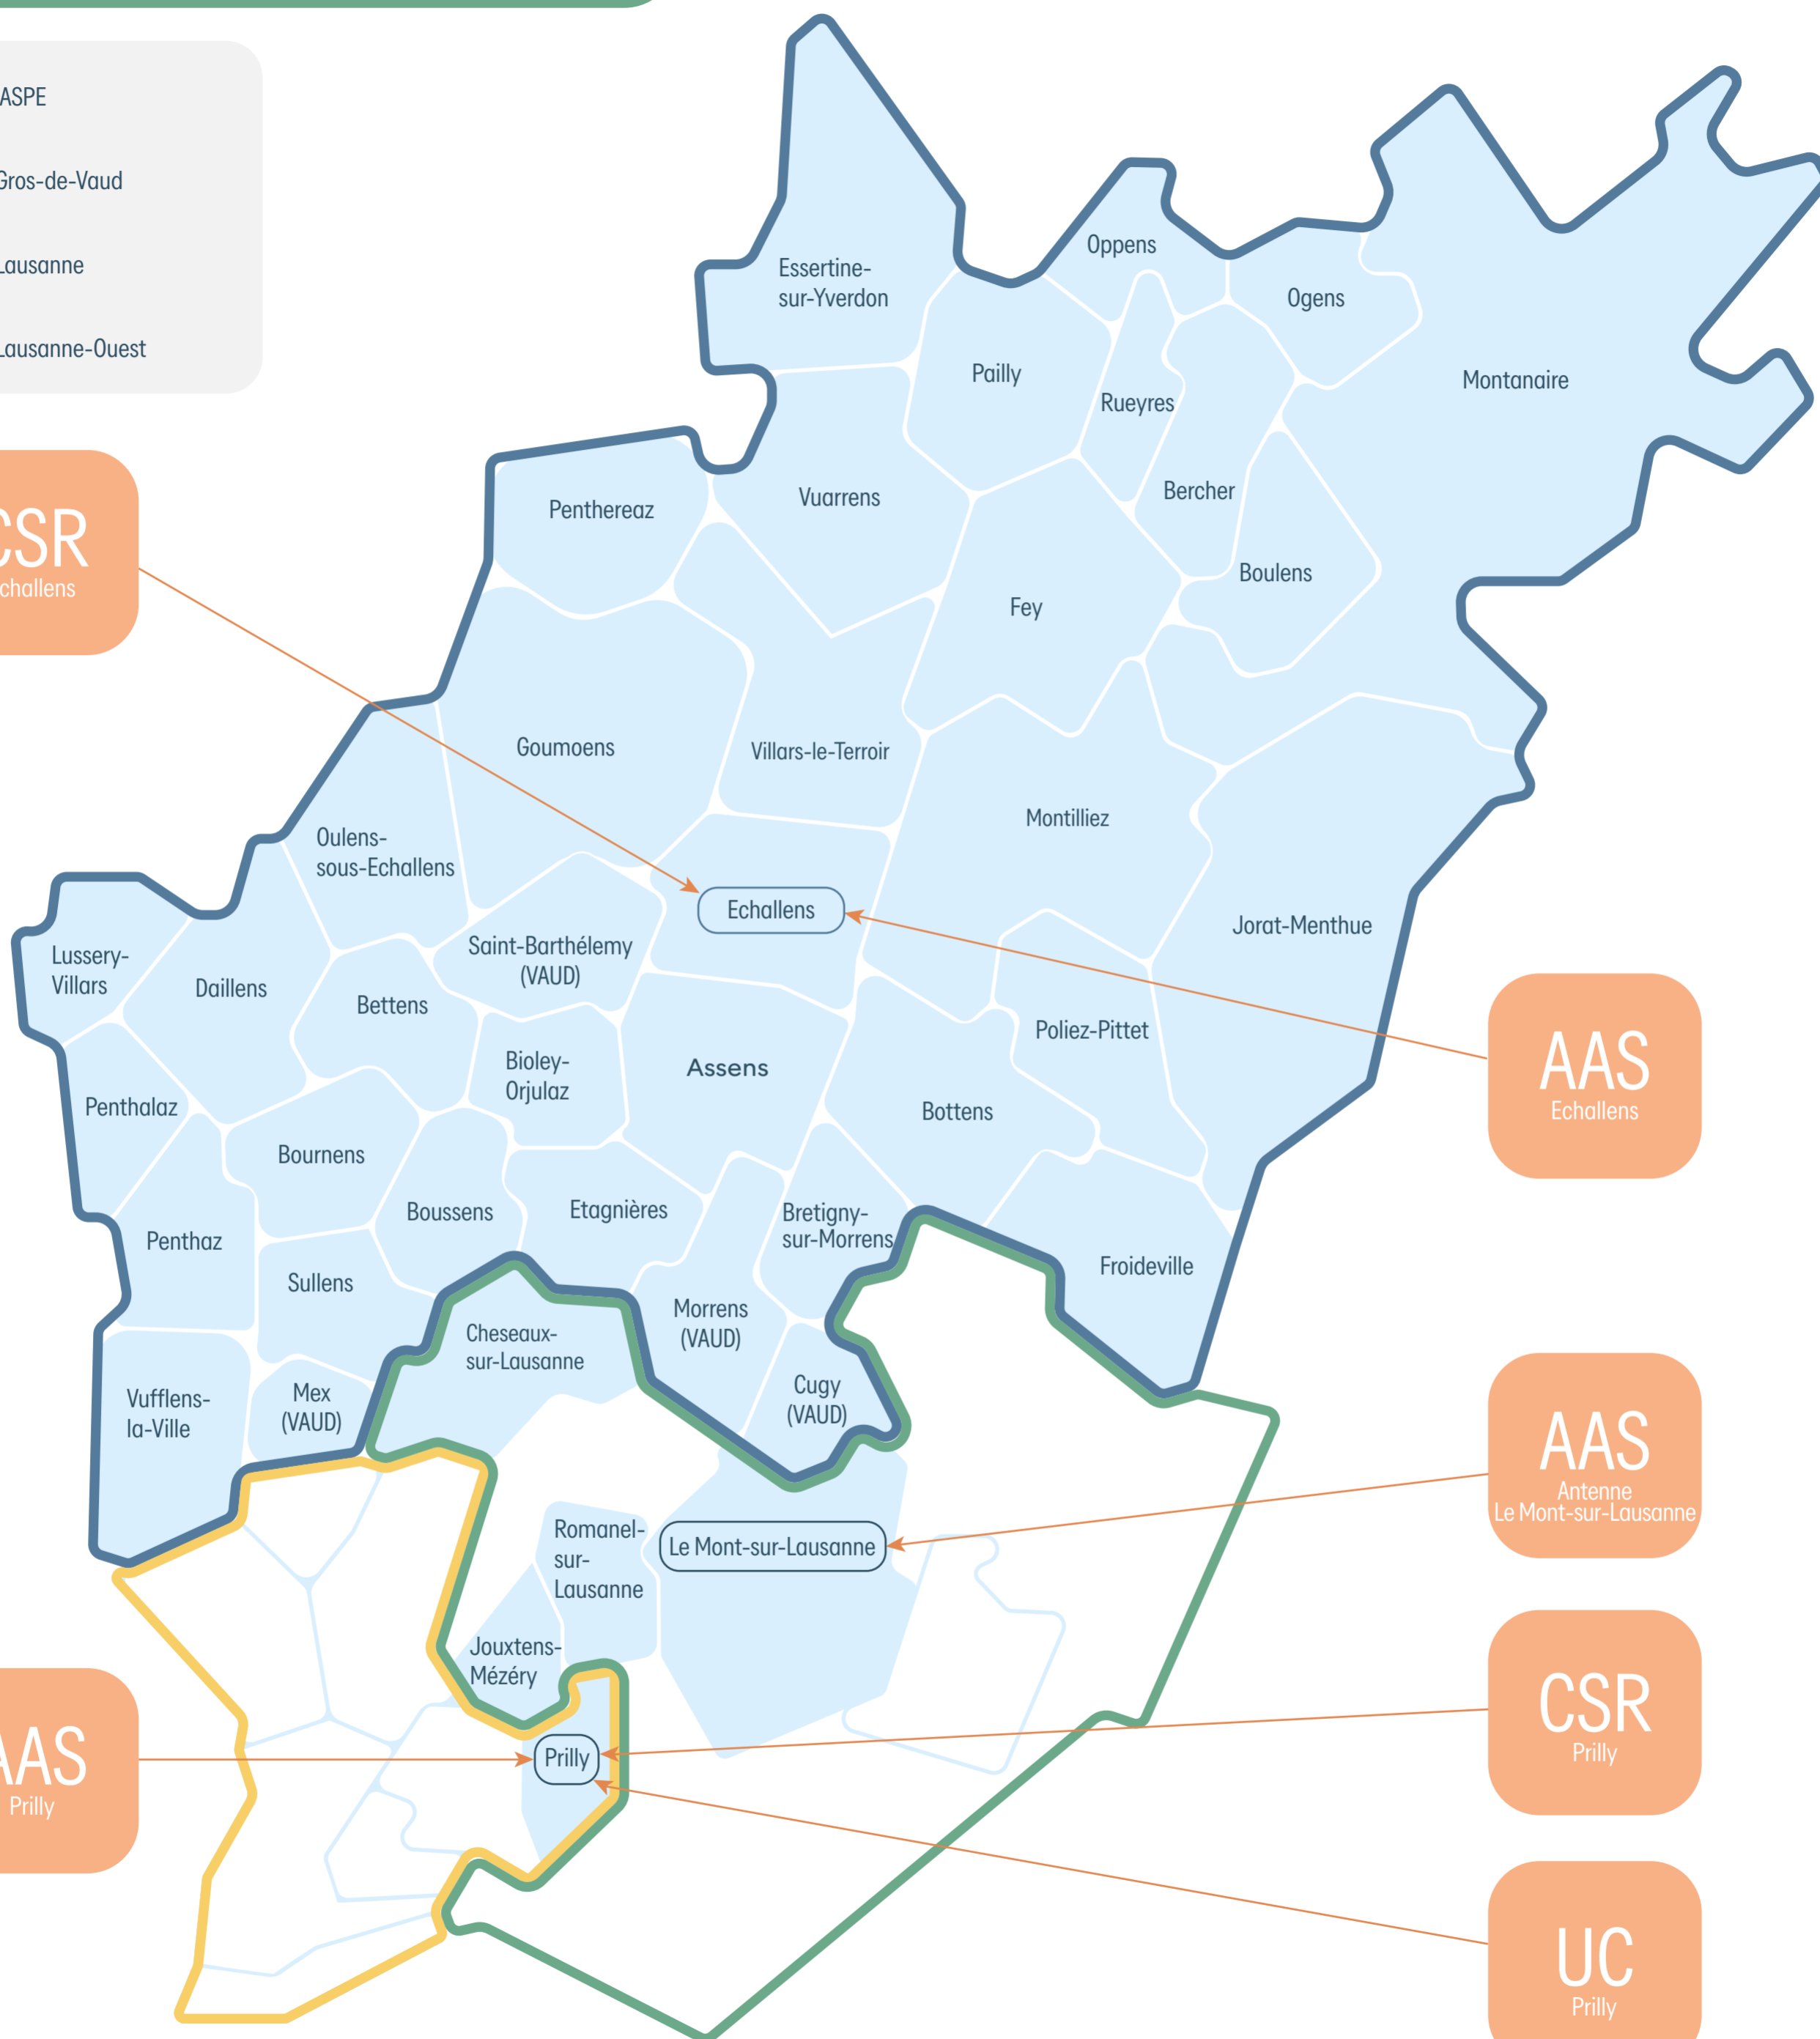 ASPE
Gros-de-Vaud
Lausanne
Lausanne-Ouest
Essertine-
sur-Yverdon
Oppens
Ogens
Pailly
Montanaire
Rueyres
Vuarrens
Bercher
Penthereaz
CSR
challens
Boulens
Fey
Goumoens
Villars-le-Terroir
Montilliez
Oulens-
sous-Echallens
Echallens
Jorat-Menthue
Saint-Barthélemy
(VAUD)
Lussery-
Villars
Daillens
Bettens
Poliez-Pittet
AAS
Echallens
Bioley-
Orjulaz
Assens
Penthalaz
Bottens
Bournens
Boussens
Etagnières
Bretigny-
sur-Morrens
Penthaz
Froideville
Sullens
Morrens
(VAUD)
Cheseaux-
sur-Lausanne
Cugy
(VAUD)
Mex
(VAUD)
Vufflens-
la-Ville
AAS
Antenne
Le Mont-sur-Lausanne
Romanel-
sur-
Lausanne
Le Mont-sur-Lausanne
Jouxtens-
Mézéry
CSR
Prilly
Prilly
AAS
Prilly
UC
Prilly